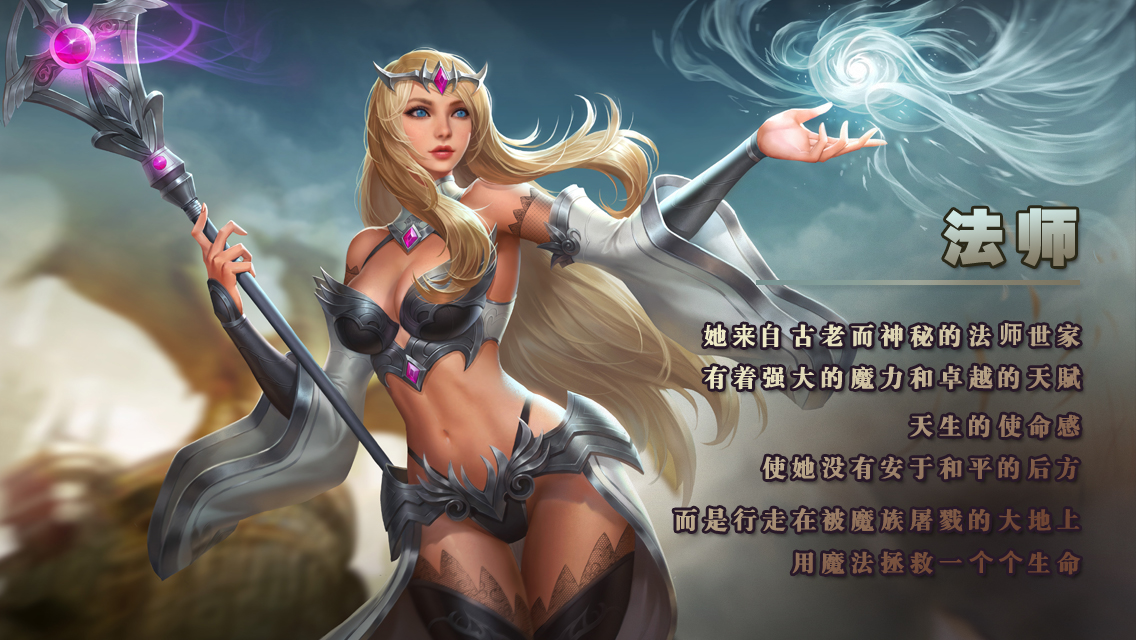 法师
她来自古老而神秘的法师世家
有着强大的魔力和卓越的天赋
天生的使命感
使她没有安于和平的后方
而是行走在被魔族屠戮的大地上
用魔法拯救一个个生命